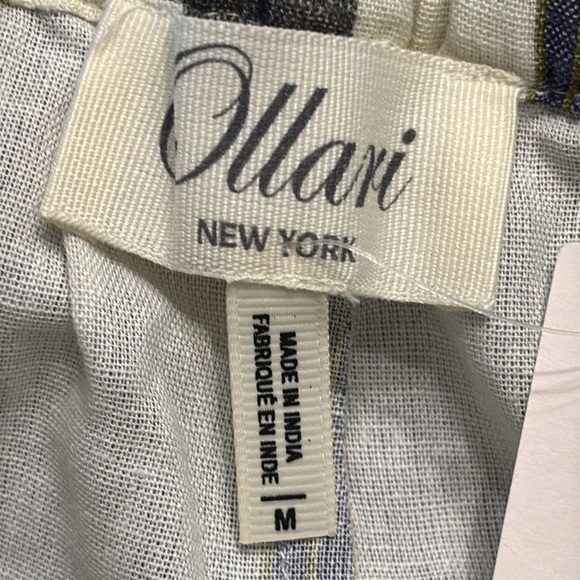 Ollari
NEW YORK
MADE IN INDIA
FABRIQUÉ EN INDE
M